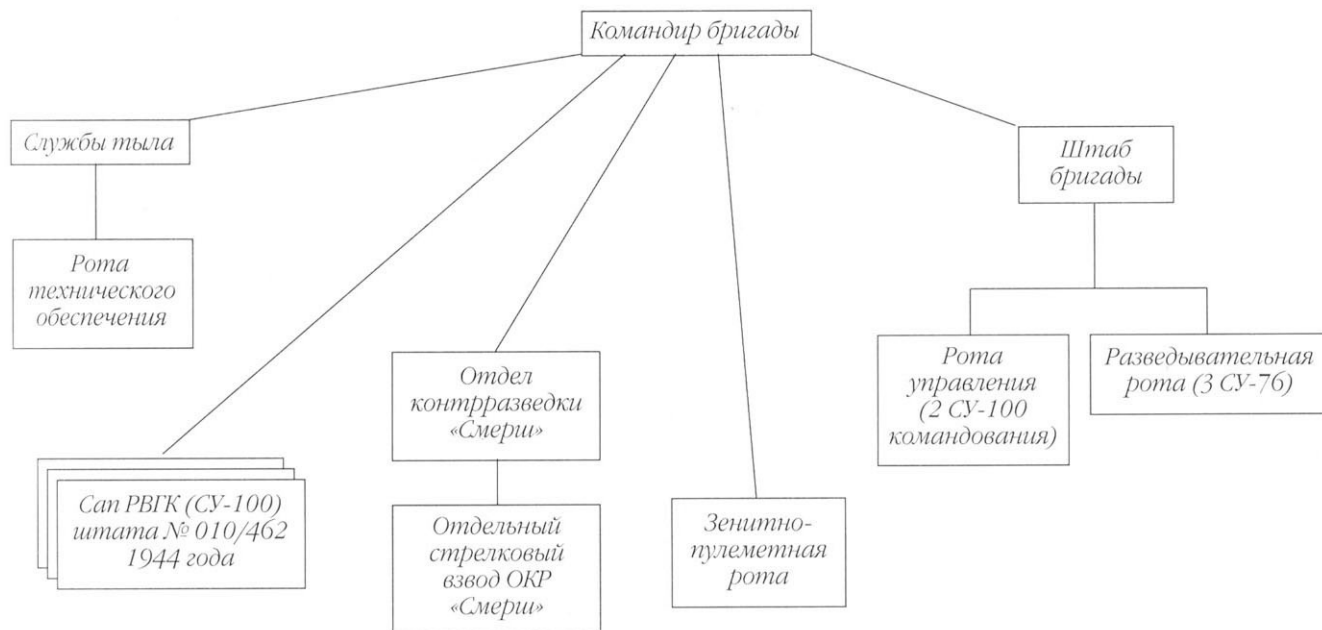 Командир бригады
Службы тыла
Штаб
бригады
Рота
технического
обеспечения
Отдел
контрразведки
«Смерш»
Рота
управления
(2 СУ-100
командования)
Разведывательная
рота (3 СУ-76)
Сап РВГК (СУ-100)
штата № 010/462
1944 года
Отдельный
стрелковый
взвод ОКР
«Смерш»
Зенитно-
пулеметная
рота